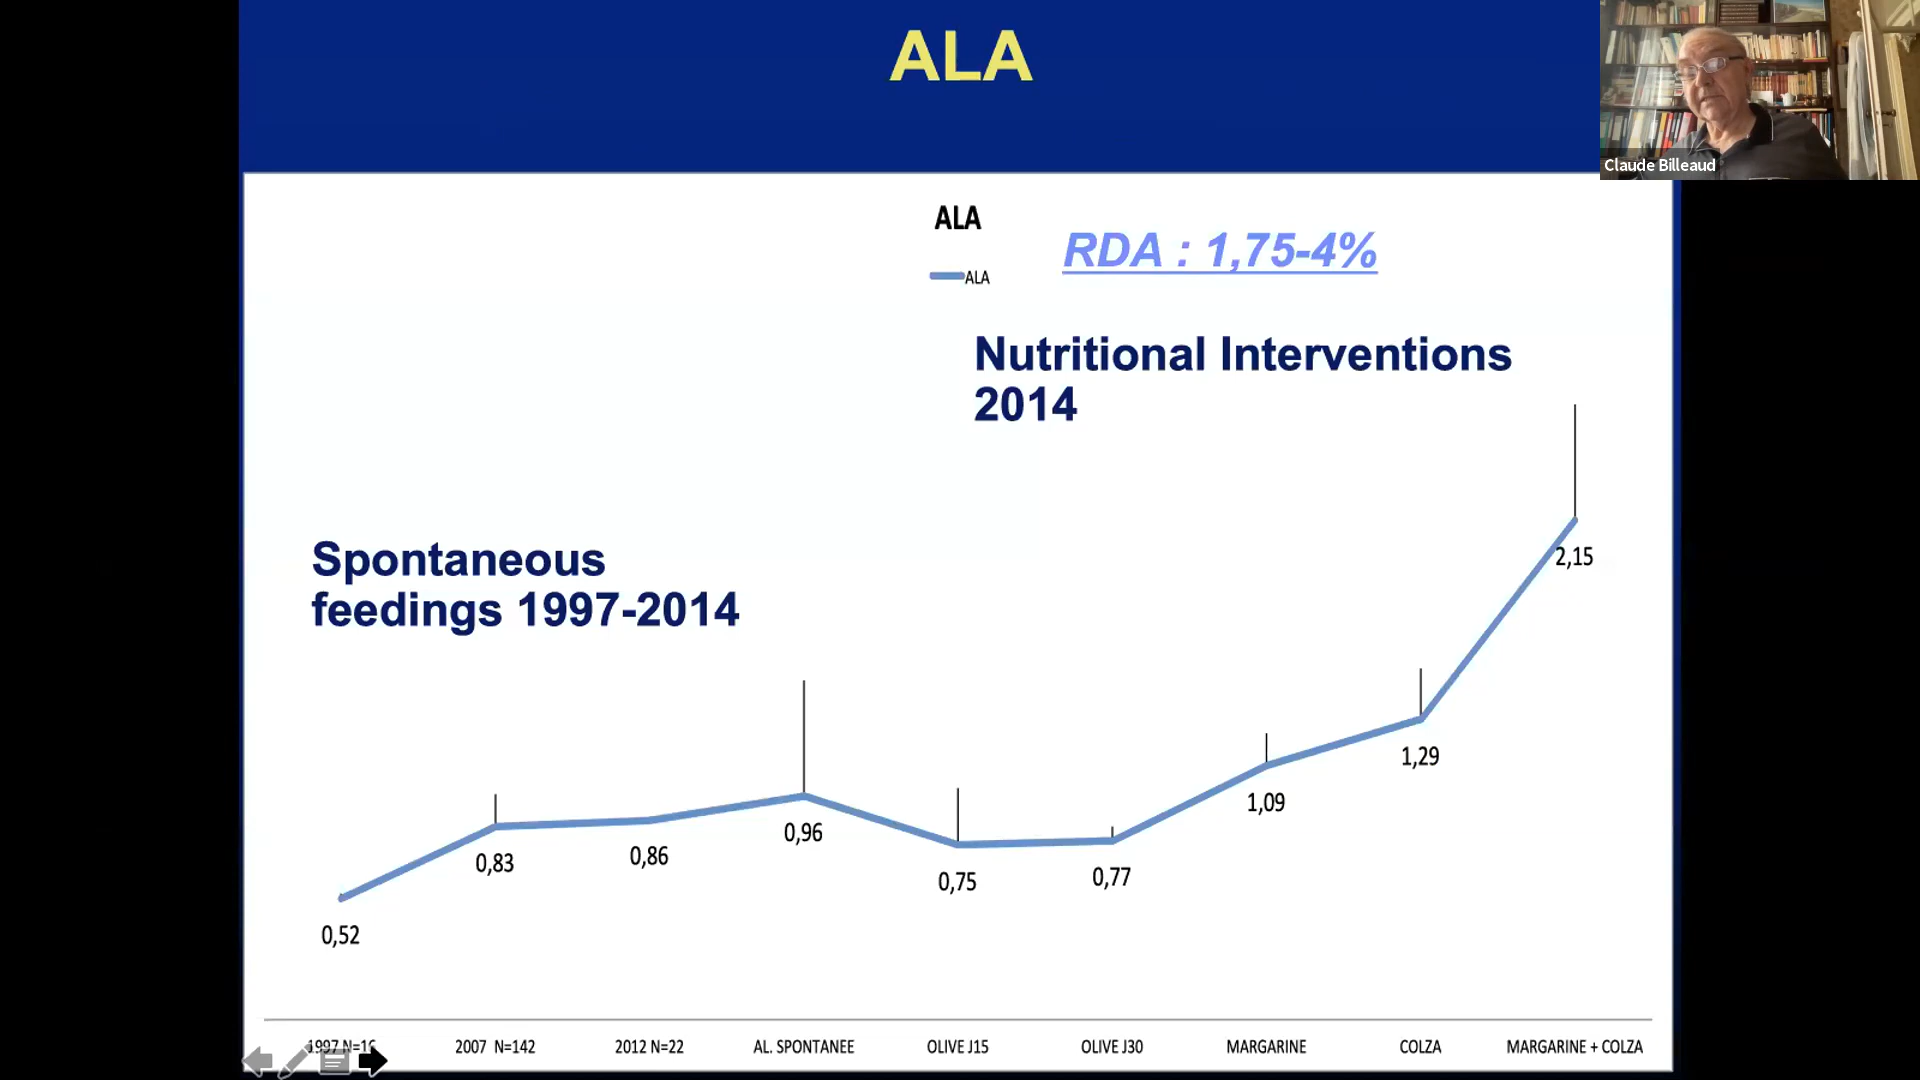 ALA
Claude Billeaud
ALA
ALA
RDA : 1,75-4%
Nutritional Interventions
2014
Spontaneous
feedings 1997-2014
2,15
1,29
1,09
0,96
0,83
0,86
0,75
0,77
0,52
1997 N=16
2007 N=142
2012 N=22
AL. SPONTANEE
OLIVE J15
OLIVE J30
MARGARINE
COLZA
MARGARINE + COLZA